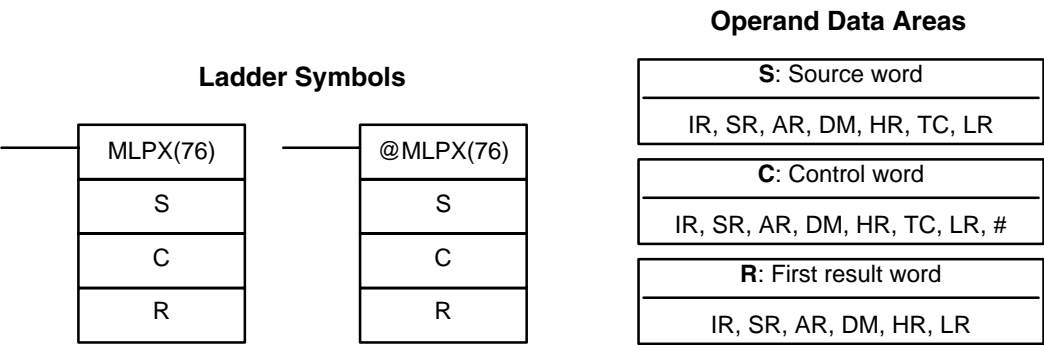 Ladder Symbols
MLPX(76)
S
C
R
@MLPX(76)
S
C
R
Operand Data Areas
S: Source word
IR, SR, AR, DM, HR, TC, LR
C: Control word
IR, SR, AR, DM, HR, TC, LR, #
R: First result word
IR, SR, AR, DM, HR, LR